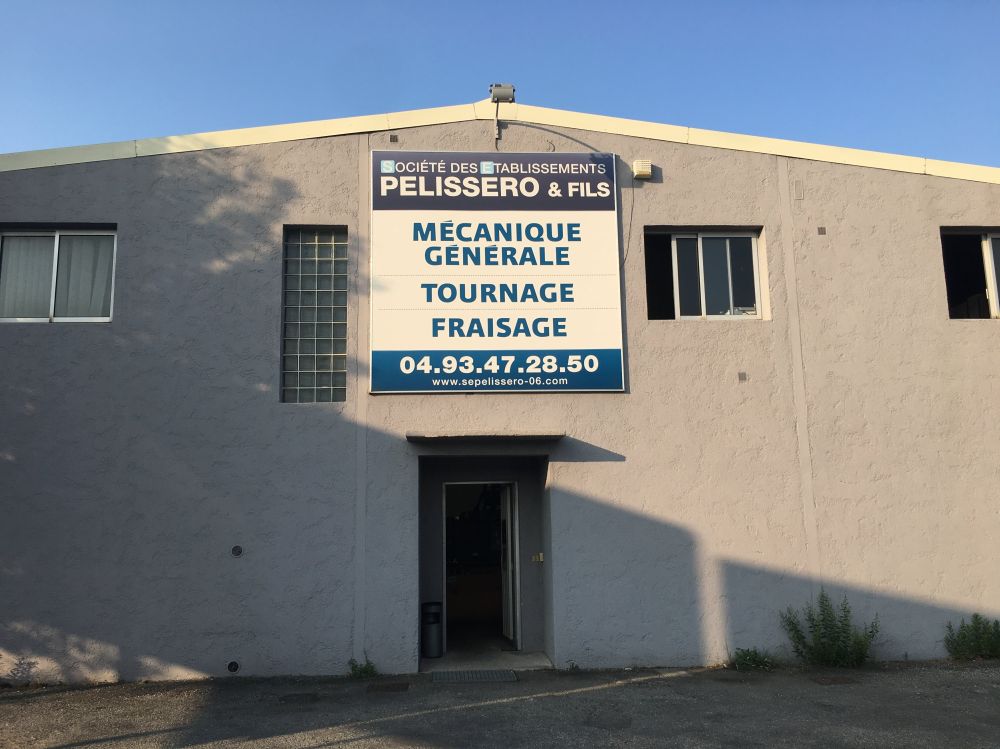 SOCIÉTÉ DES ETABLISSEMENTS
PELISSERO & FILS
MÉCANIQUE
GÉNÉRALE
TOURNAGE
FRAISAGE
04.93.47.28.50
www.sepelissero-06.com